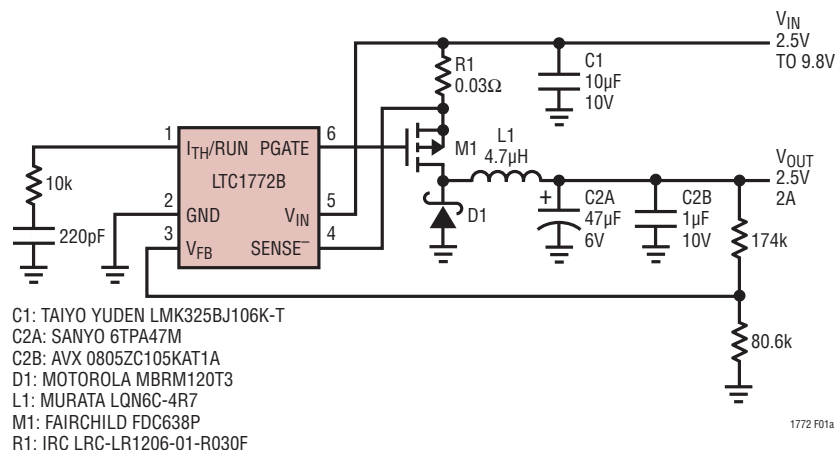 VIN
2.5V
TO 9.8V
R1
0.03Ω
C1
10µF
10V
1
ITH/RUN
PGATE
6
M1
L1
4.7µH
VOUT
2.5V
2A
10k
LTC1772B
2
GND
VIN
5
D1
+
C2A
47µF
6V
C2B
1µF
10V
174k
220pF
3
VFB
SENSE−
4
80.6k
C1: TAIYO YUDEN LMK325BJ106K-T
C2A: SANYO 6TPA47M
C2B: AVX 0805ZC105KAT1A
D1: MOTOROLA MBRM120T3
L1: MURATA LQN6C-4R7
M1: FAIRCHILD FDC638P
R1: IRC LRC-LR1206-01-R030F
1772 F01a